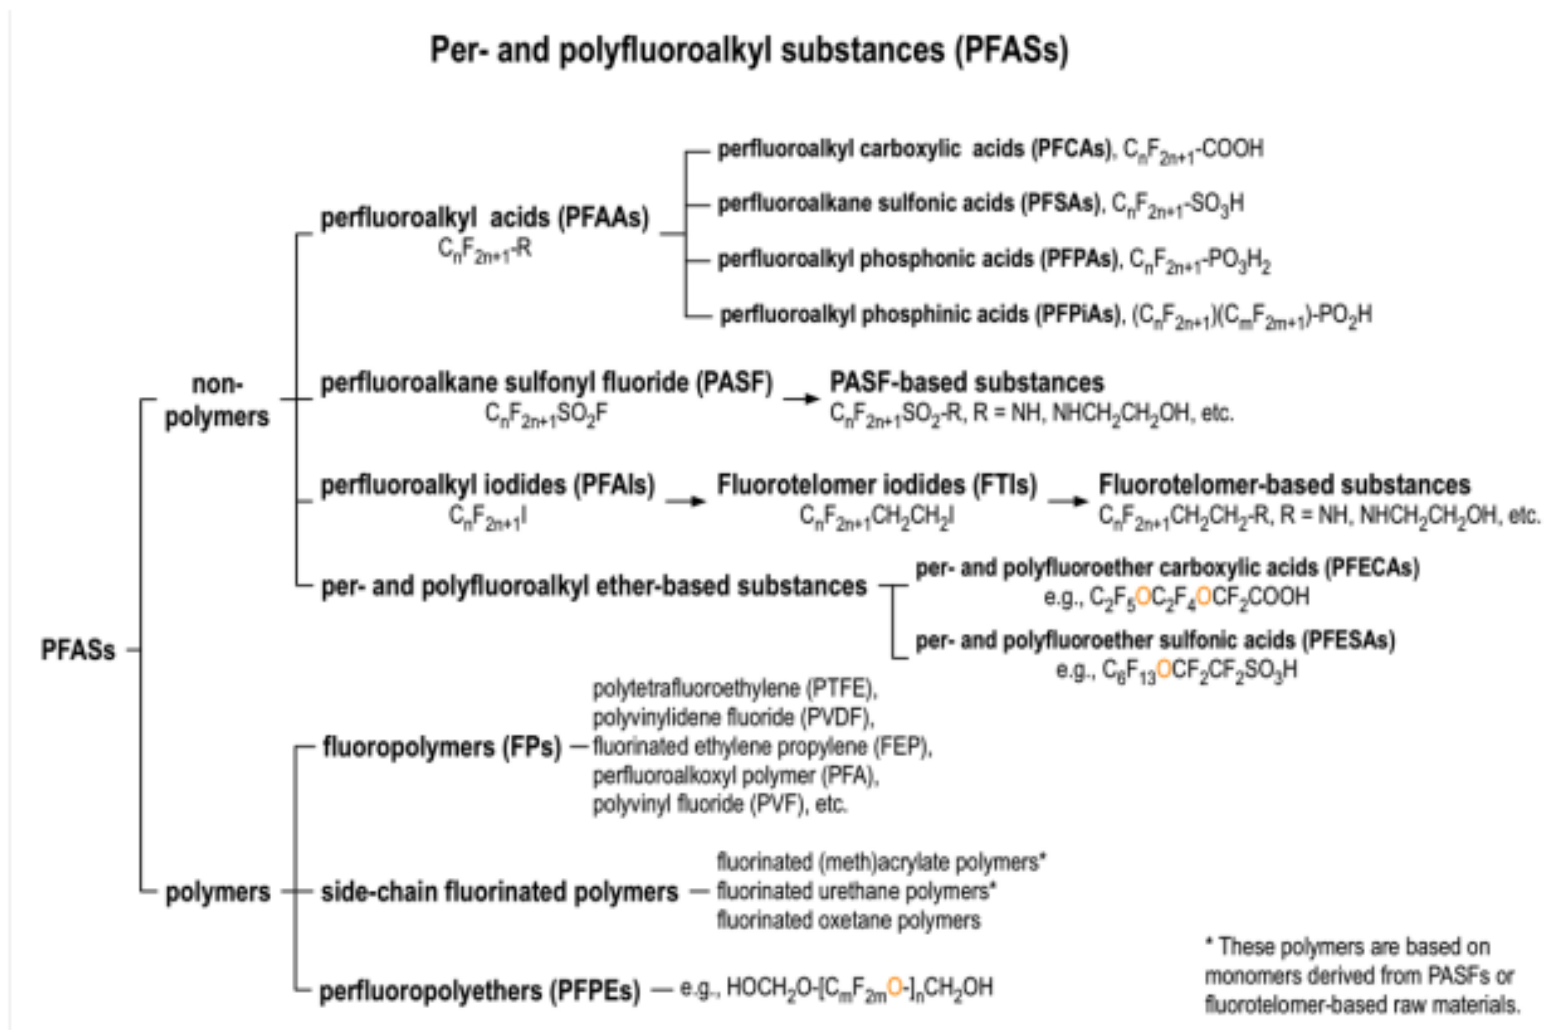 Per- and polyfluoroalkyl substances (PFASs)
perfluoroalkyl carboxylic acids (PFCAs), CnF2n+1-COOH
perfluoroalkyl acids (PFAAs)
CnF2n+1-R
perfluoroalkane sulfonic acids (PFSAs), CnF2n+1-SO3H
perfluoroalkyl phosphonic acids (PFPAs), CnF2n+1-PO3H2
perfluoroalkyl phosphinic acids (PFPiAs), (CnF2n+1)(CmF2m+1)-PO2H
non-
polymers
perfluoroalkane sulfonyl fluoride (PASF)
CnF2n+1SO2F
PASF-based substances
CnF2n+1SO2-R, R = NH, NHCH2CH2OH, etc.
perfluoroalkyl iodides (PFAIs)
CnF2n+1I
Fluorotelomer iodides (FTIs)
CnF2n+1CH2CH2I
Fluorotelomer-based substances
CnF2n+1CH2CH2-R, R = NH, NHCH2CH2OH, etc.
per- and polyfluoroalkyl ether-based substances
per- and polyfluoroether carboxylic acids (PFECAs)
e.g., C2F5OC2F4OCF2COOH
per- and polyfluoroether sulfonic acids (PFESAs)
e.g., C6F13OCF2CF2SO3H
PFASs
polytetrafluoroethylene (PTFE),
polyvinylidene fluoride (PVDF),
fluoropolymers (FPs)
fluorinated ethylene propylene (FEP),
perfluoroalkoxyl polymer (PFA),
polyvinyl fluoride (PVF), etc.
polymers
side-chain fluorinated polymers
fluorinated (meth)acrylate polymers*
fluorinated urethane polymers*
fluorinated oxetane polymers
perfluoropolyethers (PFPEs)
e.g., HOCH2O-[CmF2mO-]nCH2OH
* These polymers are based on
monomers derived from PASFs or
fluorotelomer-based raw materials.